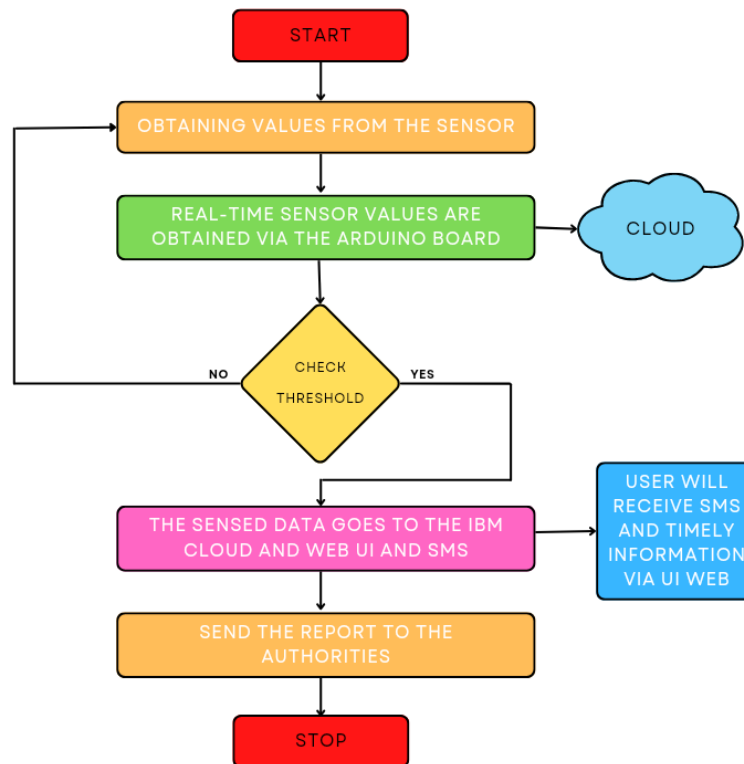 START
OBTAINING VALUES FROM THE SENSOR
REAL-TIME SENSOR VALUES ARE
OBTAINED VIA THE ARDUINO BOARD
CLOUD
CHECK
THRESHOLD
NO
YES
THE SENSED DATA GOES TO THE IBM
CLOUD AND WEB UI AND SMS
USER WILL
RECEIVE SMS
AND TIMELY
INFORMATION
VIA UI WEB
SEND THE REPORT TO THE
AUTHORITIES
STOP